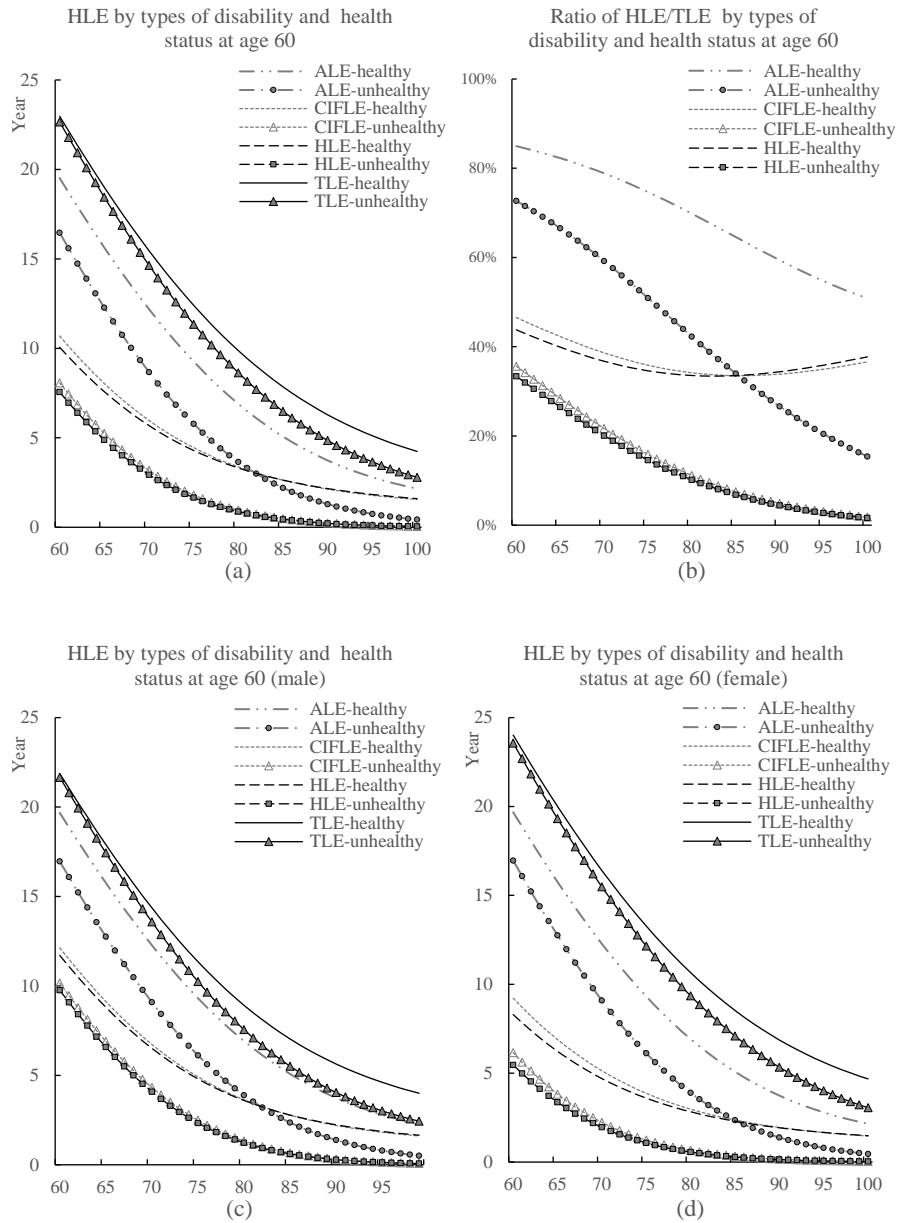 HLE by types of disability and health
status at age 60
Year
25
20
15
10
5
0
ALE-healthy
ALE-unhealthy
CIFLE-healthy
CIFLE-unhealthy
HLE-healthy
HLE-unhealthy
TLE-healthy
TLE-unhealthy
60 65 70 75 80 85 90 95 100
(a)
Ratio of HLE/TLE by types of
disability and health status at age 60
100%
80%
60%
40%
20%
0%
ALE-healthy
ALE-unhealthy
CIFLE-healthy
CIFLE-unhealthy
HLE-healthy
HLE-unhealthy
60 65 70 75 80 85 90 95 100
(b)
HLE by types of disability and health
status at age 60 (male)
Year
25
20
15
10
5
0
ALE-healthy
ALE-unhealthy
CIFLE-healthy
CIFLE-unhealthy
HLE-healthy
HLE-unhealthy
TLE-healthy
TLE-unhealthy
60 65 70 75 80 85 90 95
(c)
HLE by types of disability and health
status at age 60 (female)
Year
25
20
15
10
5
0
ALE-healthy
ALE-unhealthy
CIFLE-healthy
CIFLE-unhealthy
HLE-healthy
HLE-unhealthy
TLE-healthy
TLE-unhealthy
60 65 70 75 80 85 90 95 100
(d)